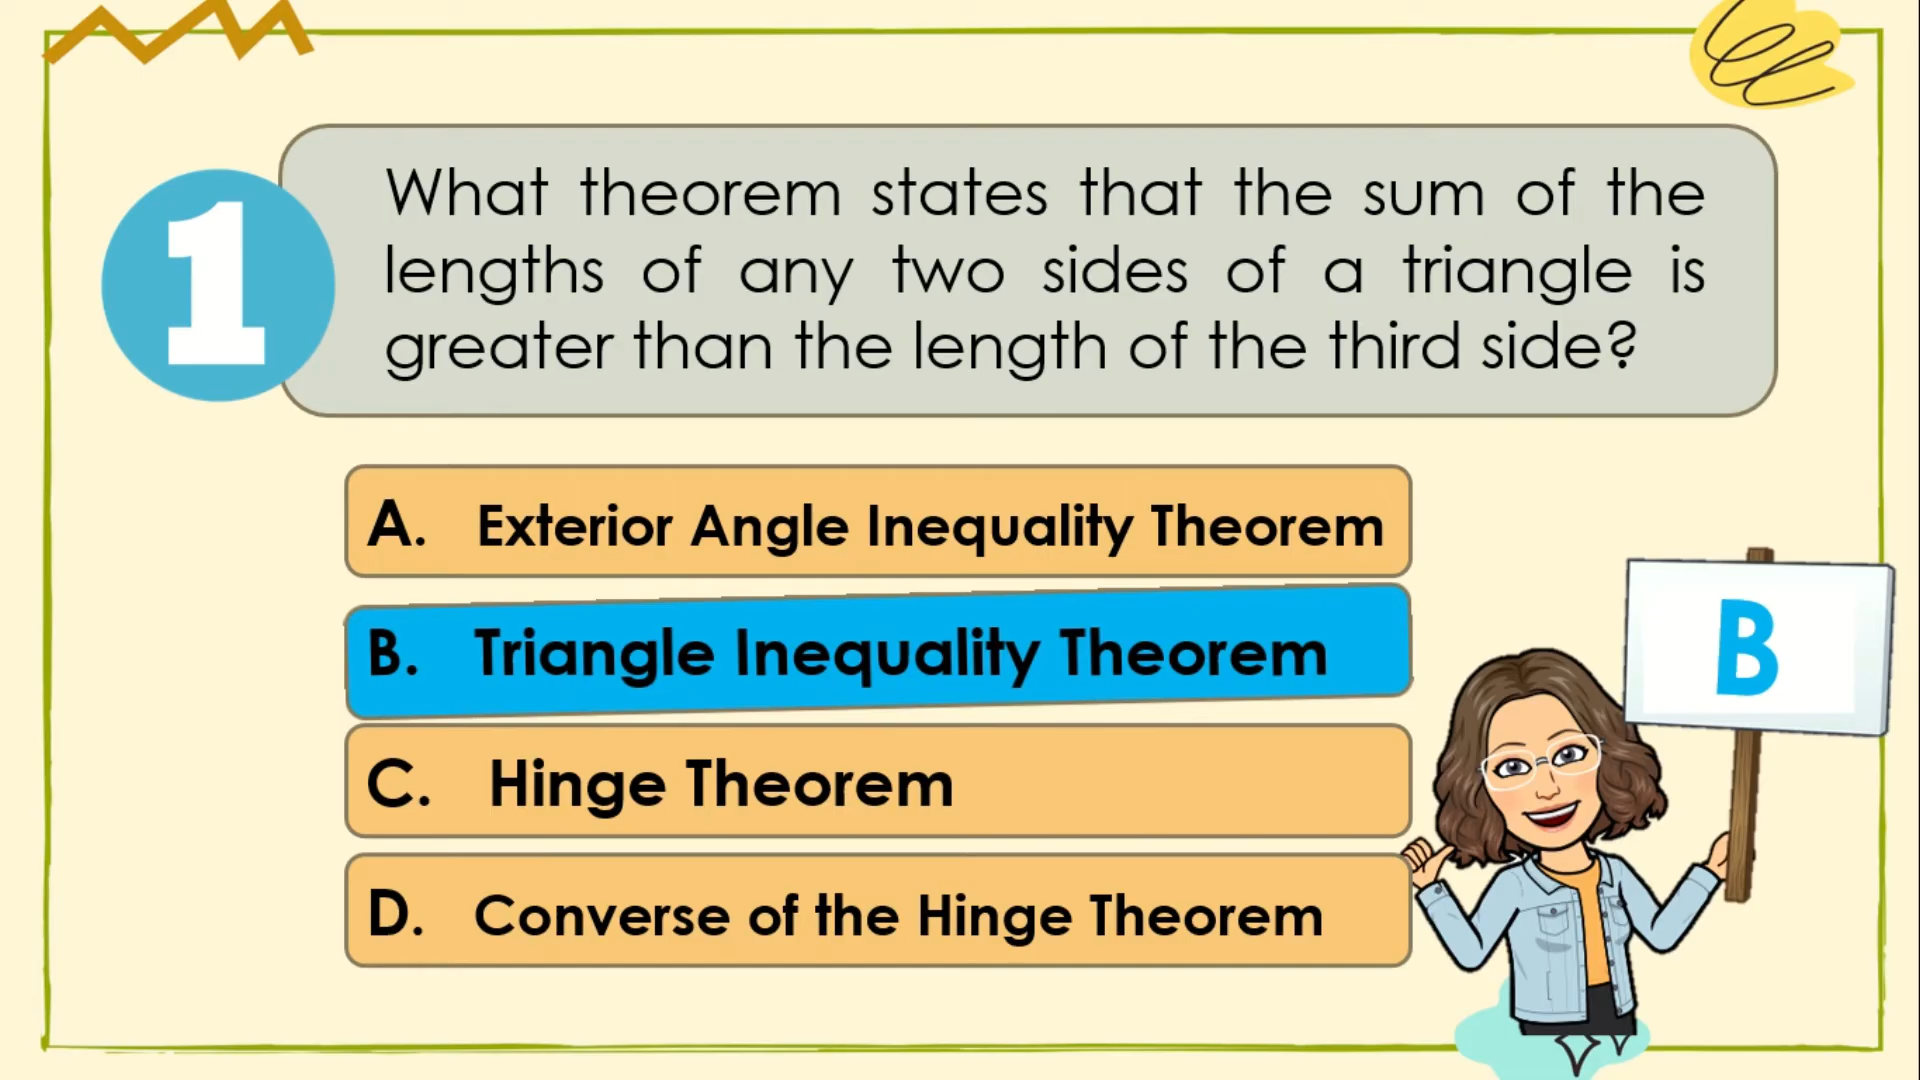 1
What theorem states that the sum of the
lengths of any two sides of a triangle is
greater than the length of the third side?
A. Exterior Angle Inequality Theorem
B. Triangle Inequality Theorem
B
C. Hinge Theorem
D. Converse of the Hinge Theorem